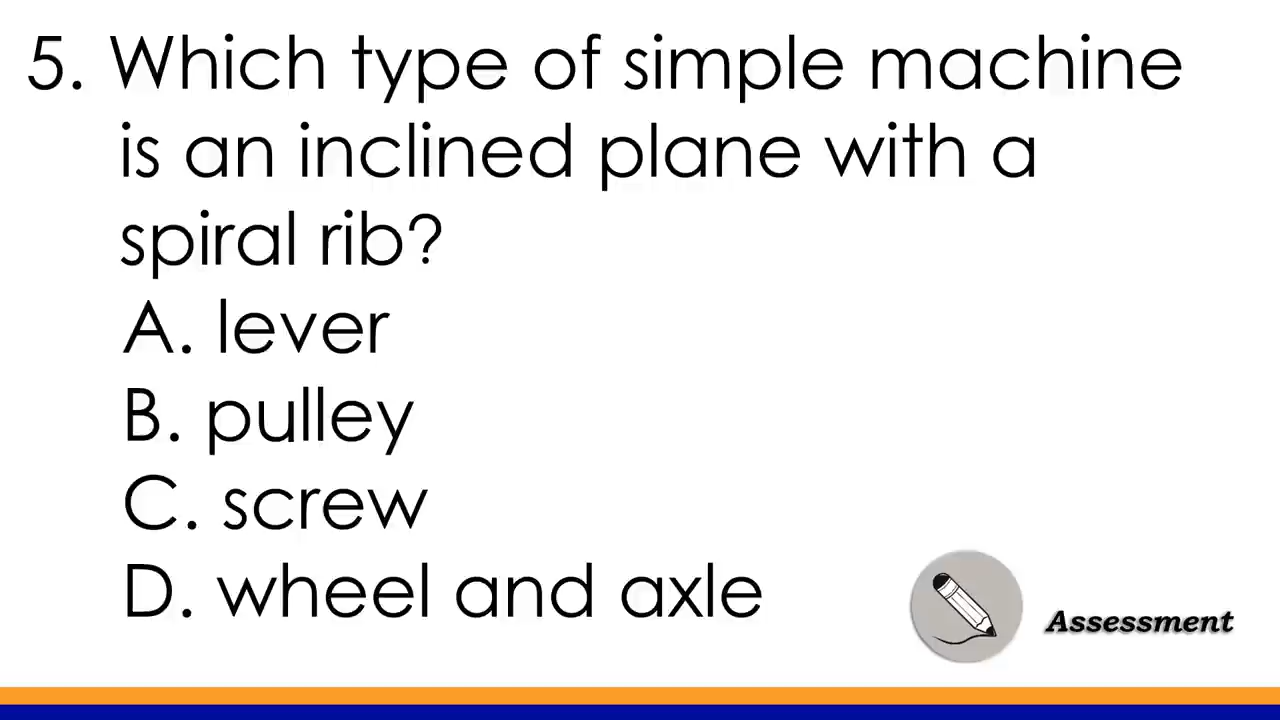 5. Which type of simple machine
is an inclined plane with a
spiral rib?
A. lever
B. pulley
C. screw
D. wheel and axle
Assessment